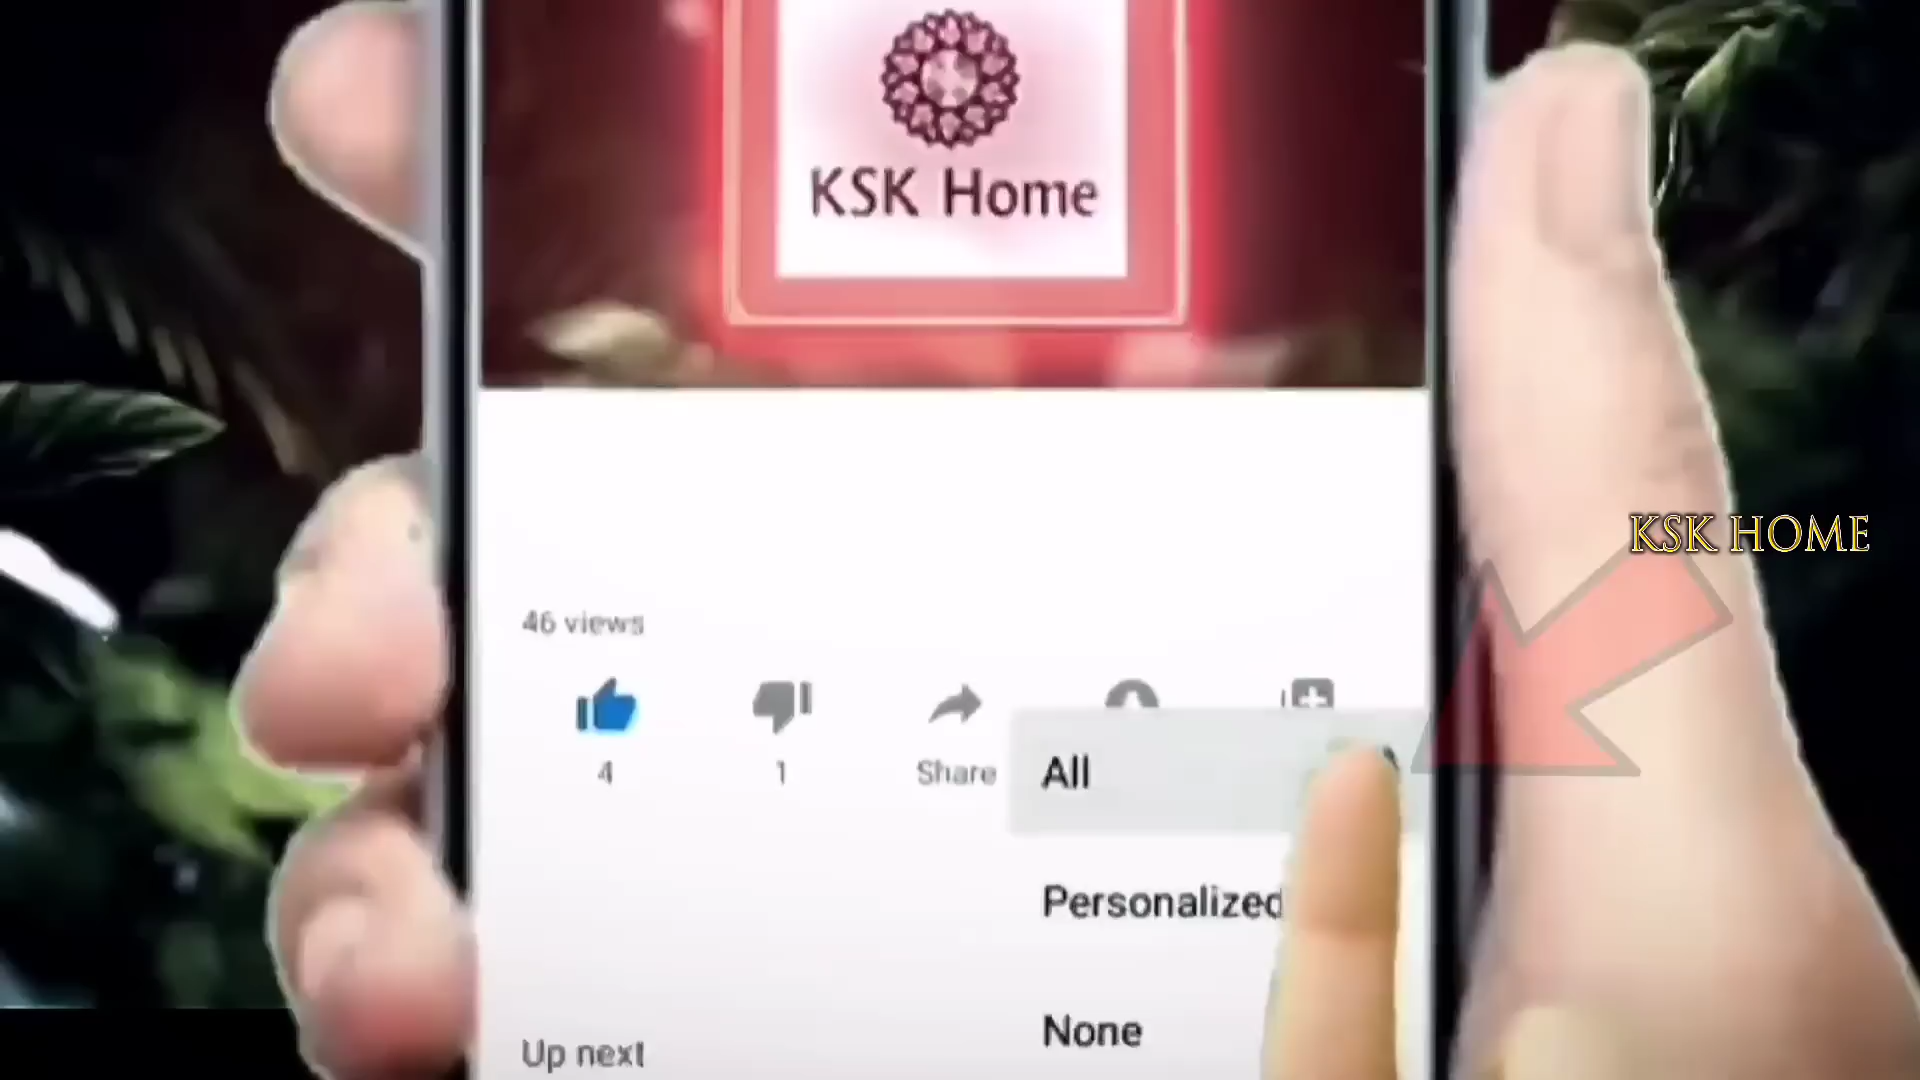 KSK Home
KSK HOME
46 views
4
1
Share
All
Personalized
None
Up next